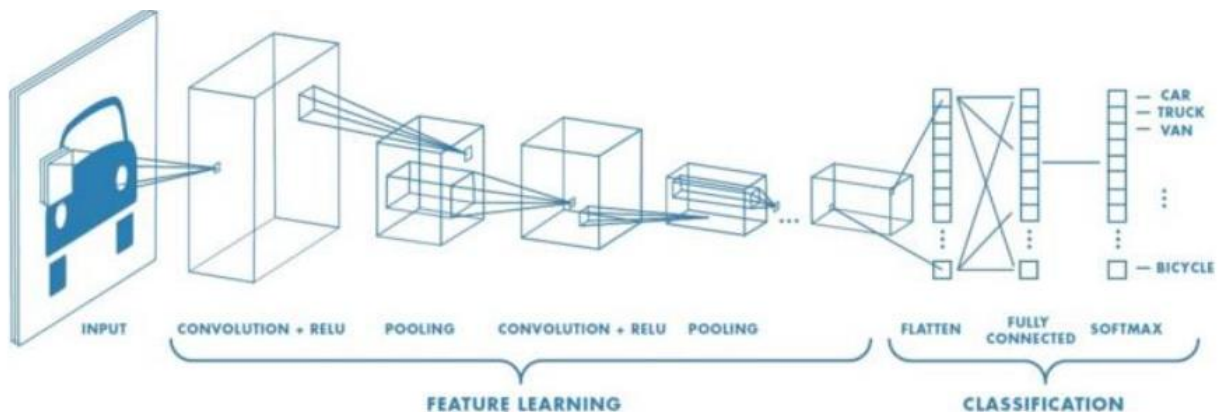 CAR
TRUCK
VAN
BICYCLE
INPUT
CONVOLUTION + RELU
POOLING
CONVOLUTION + RELU
POOLING
FLATTEN
FULLY
CONNECTED
SOFTMAX
FEATURE LEARNING
CLASSIFICATION